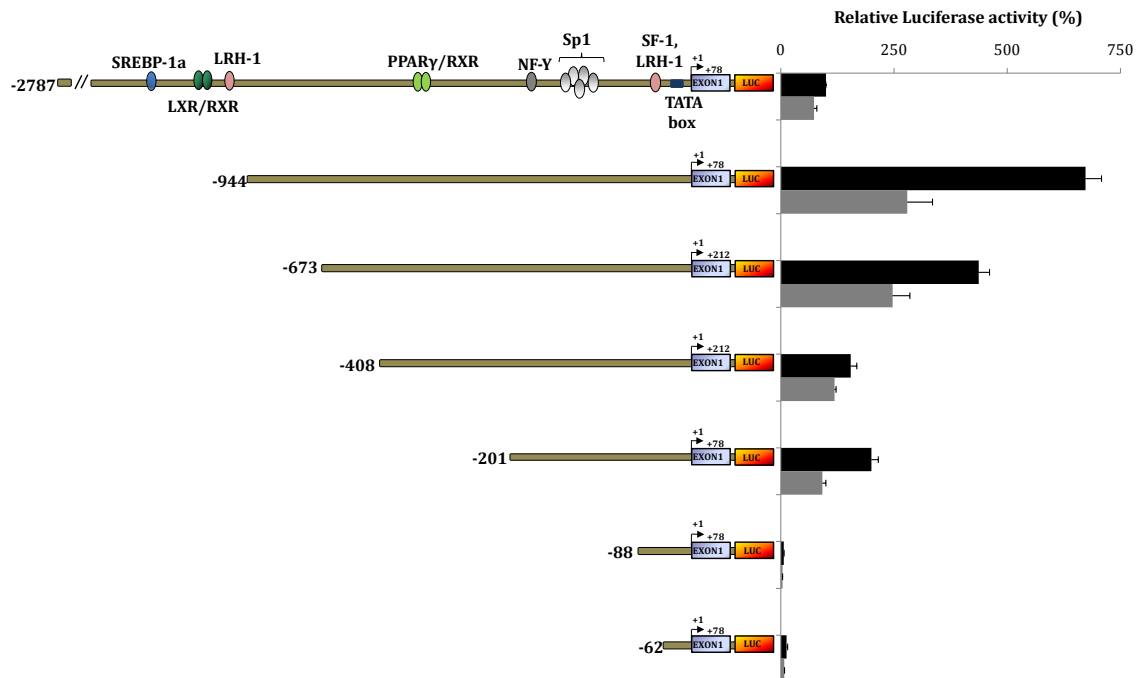 Relative Luciferase activity (%)
0 250 500 750
SREBP-1a
LRH-1
LXR/RXR
PPARγ/RXR
NF-Y
Sp1
SF-1,
LRH-1
TATA
box
-2787 //
+1
+78
EXON1 LUC
-944
+1
+78
EXON1 LUC
-673
+1
+212
EXON1 LUC
-408
+1
+212
EXON1 LUC
-201
+1
+78
EXON1 LUC
-88
+1
+78
EXON1 LUC
-62
+1
+78
EXON1 LUC